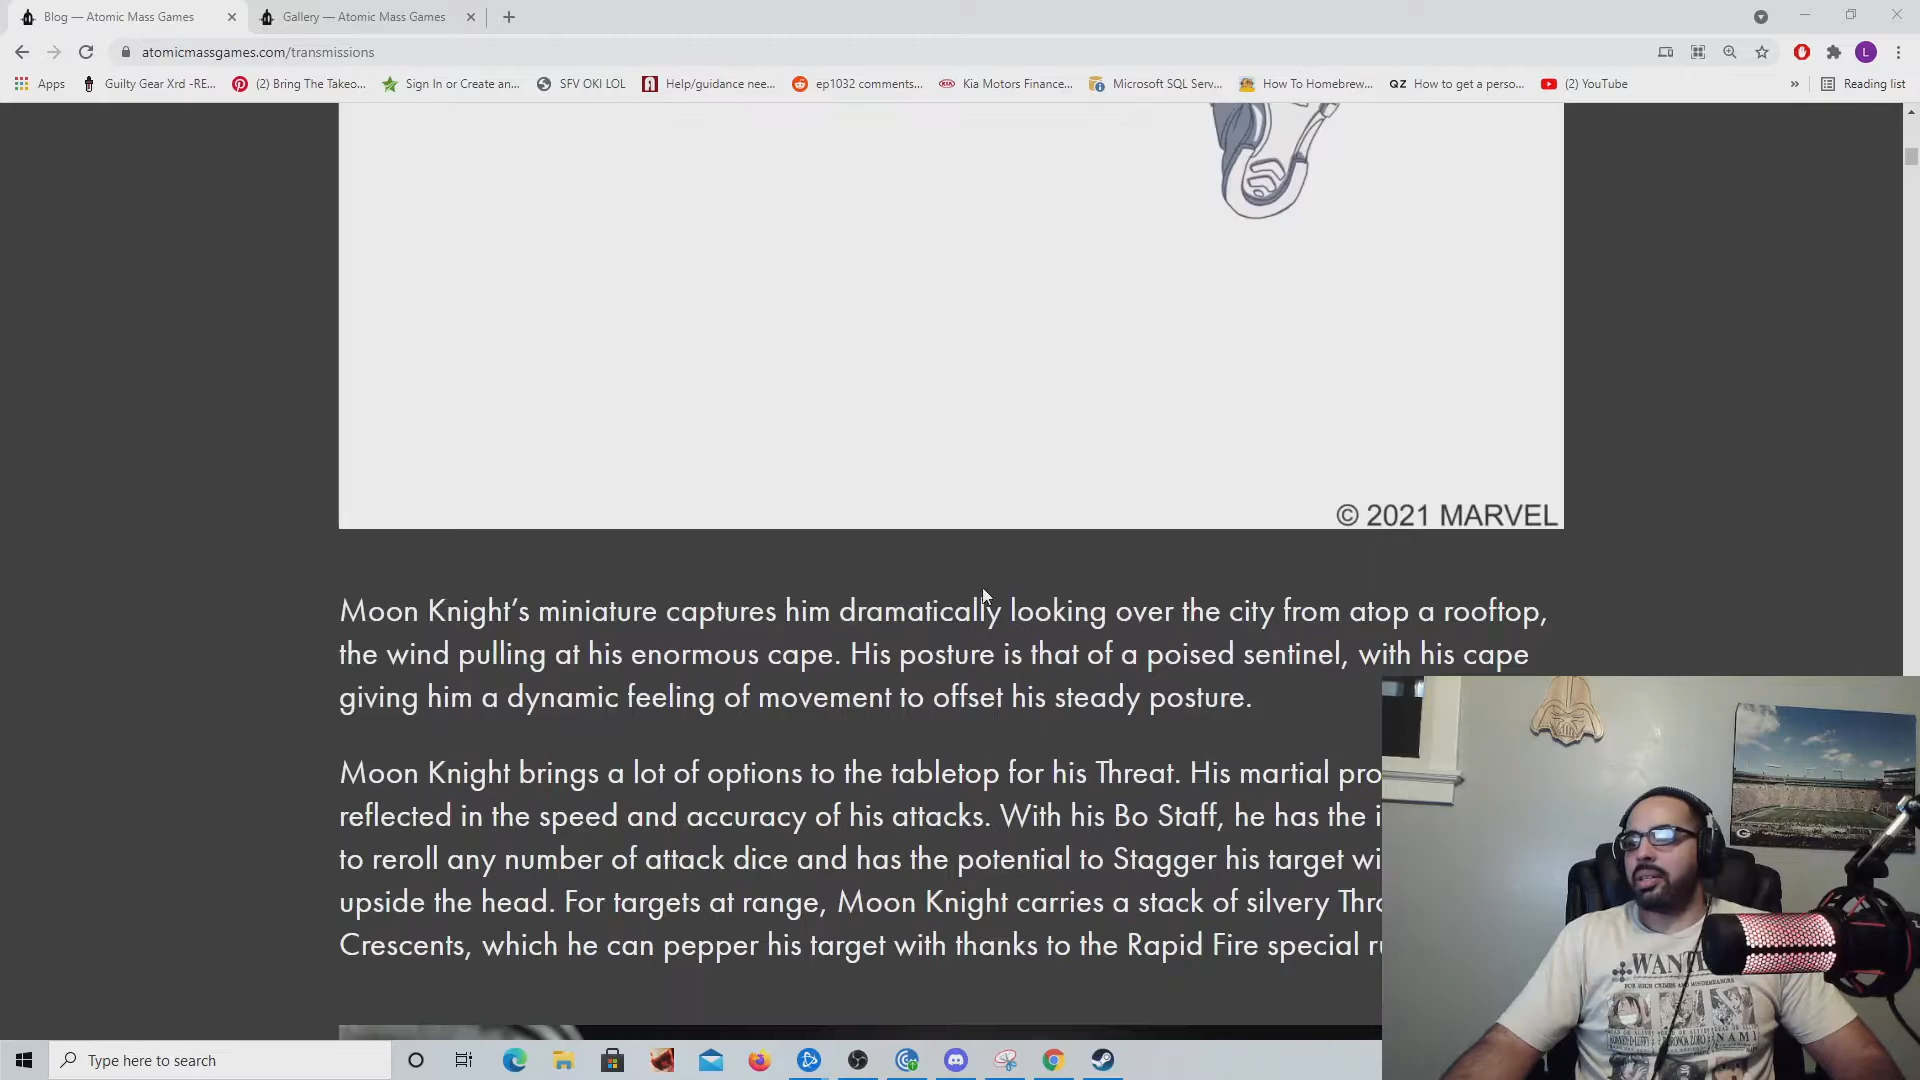 Blog — Atomic Mass Games
Gallery — Atomic Mass Games
atomicmassgames.com/transmissions
L
Apps
Guilty Gear Xrd -RE...
(2) Bring The Takeo...
Sign In or Create an...
SFV OKI LOL
Help/guidance nee...
ep1032 comments...
Kia Motors Finance...
Microsoft SQL Serv...
How To Homebrew...
QZ How to get a perso...
(2) YouTube
»
Reading list
© 2021 MARVEL
Moon Knight’s miniature captures him dramatically looking over the city from atop a rooftop,
the wind pulling at his enormous cape. His posture is that of a poised sentinel, with his cape
giving him a dynamic feeling of movement to offset his steady posture.
Moon Knight brings a lot of options to the tabletop for his Threat. His martial pro
reflected in the speed and accuracy of his attacks. With his Bo Staff, he has the i
to reroll any number of attack dice and has the potential to Stagger his target wi
upside the head. For targets at range, Moon Knight carries a stack of silvery Thro
Crescents, which he can pepper his target with thanks to the Rapid Fire special ru
WANTED
FOR HIGH CRIMES AND MISDEMEANORS
Type here to search